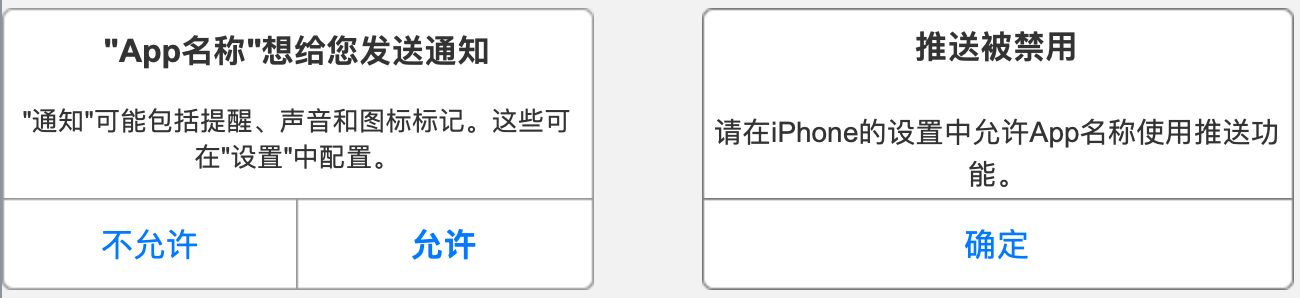 "App名称"想给您发送通知
"通知"可能包括提醒、声音和图标标记。这些可
在"设置"中配置。
不允许
允许
推送被禁用
请在iPhone的设置中允许App名称使用推送功
能。
确定